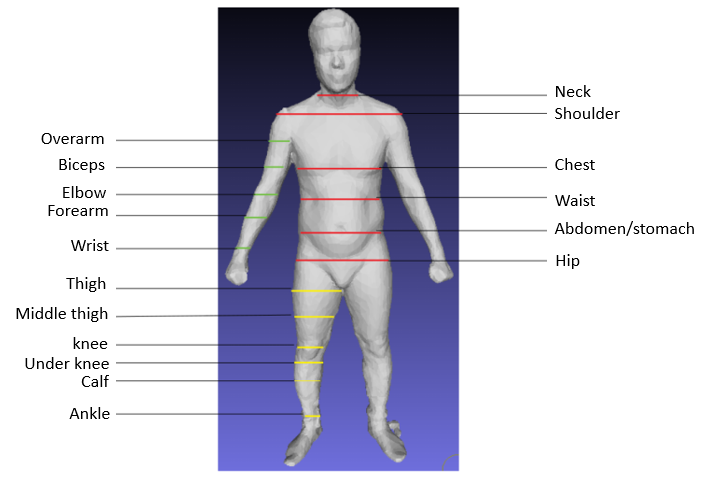 Neck
Shoulder
Overarm
Biceps
Chest
Elbow
Waist
Forearm
Abdomen/stomach
Wrist
Hip
Thigh
Middle thigh
knee
Under knee
Calf
Ankle